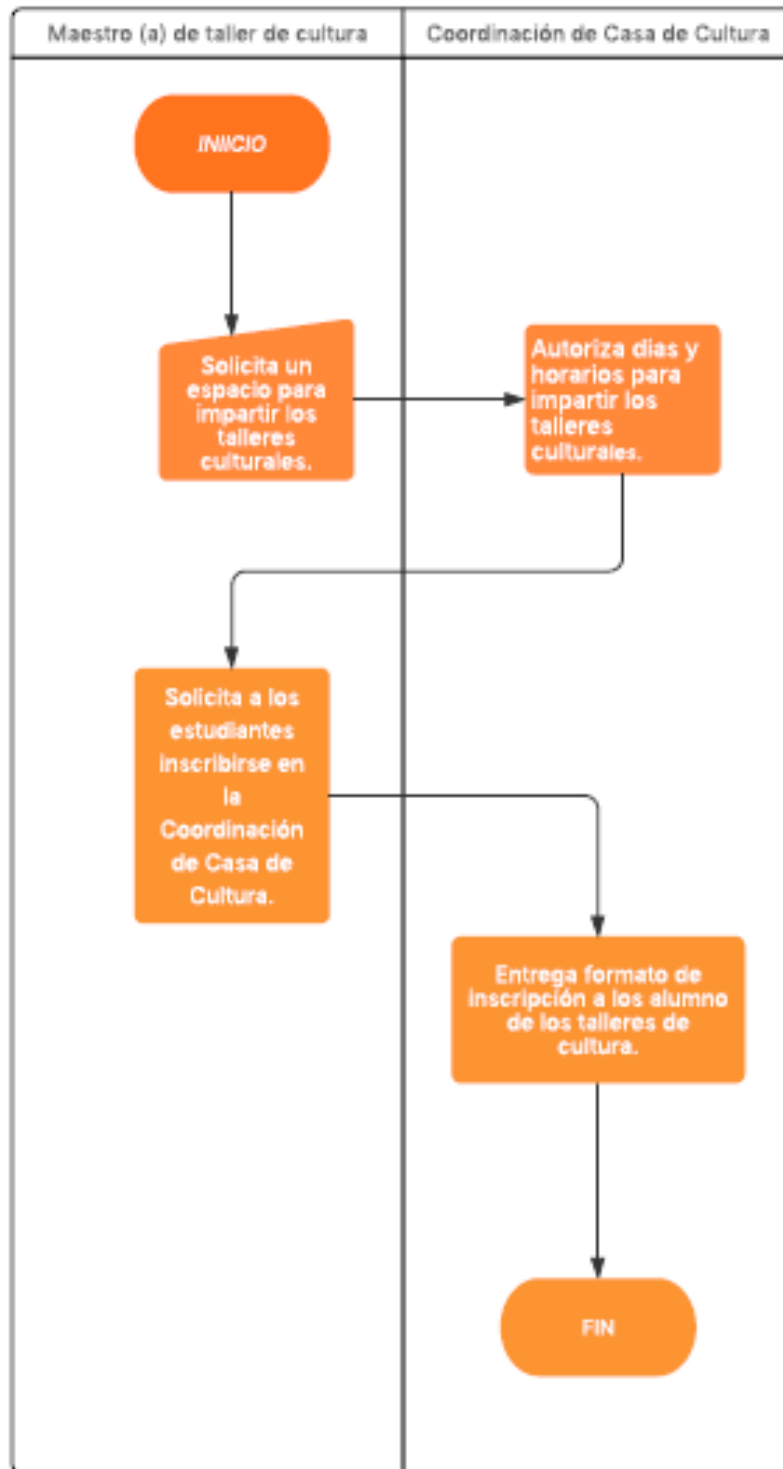 Maestro (a) de taller de cultura
Coordinación de Casa de Cultura
INIICIO
Solicita un
espacio para
impartir los
talleres
culturales.
Autoriza dias y
horarios para
impartir los
talleres
culturales.
Solicita a los
estudiantes
inscribirse en
la
Coordinación
de Casa de
Cultura.
Entrega formato de
inscripción a los alumno
de los talleres de
cultura.
FIN